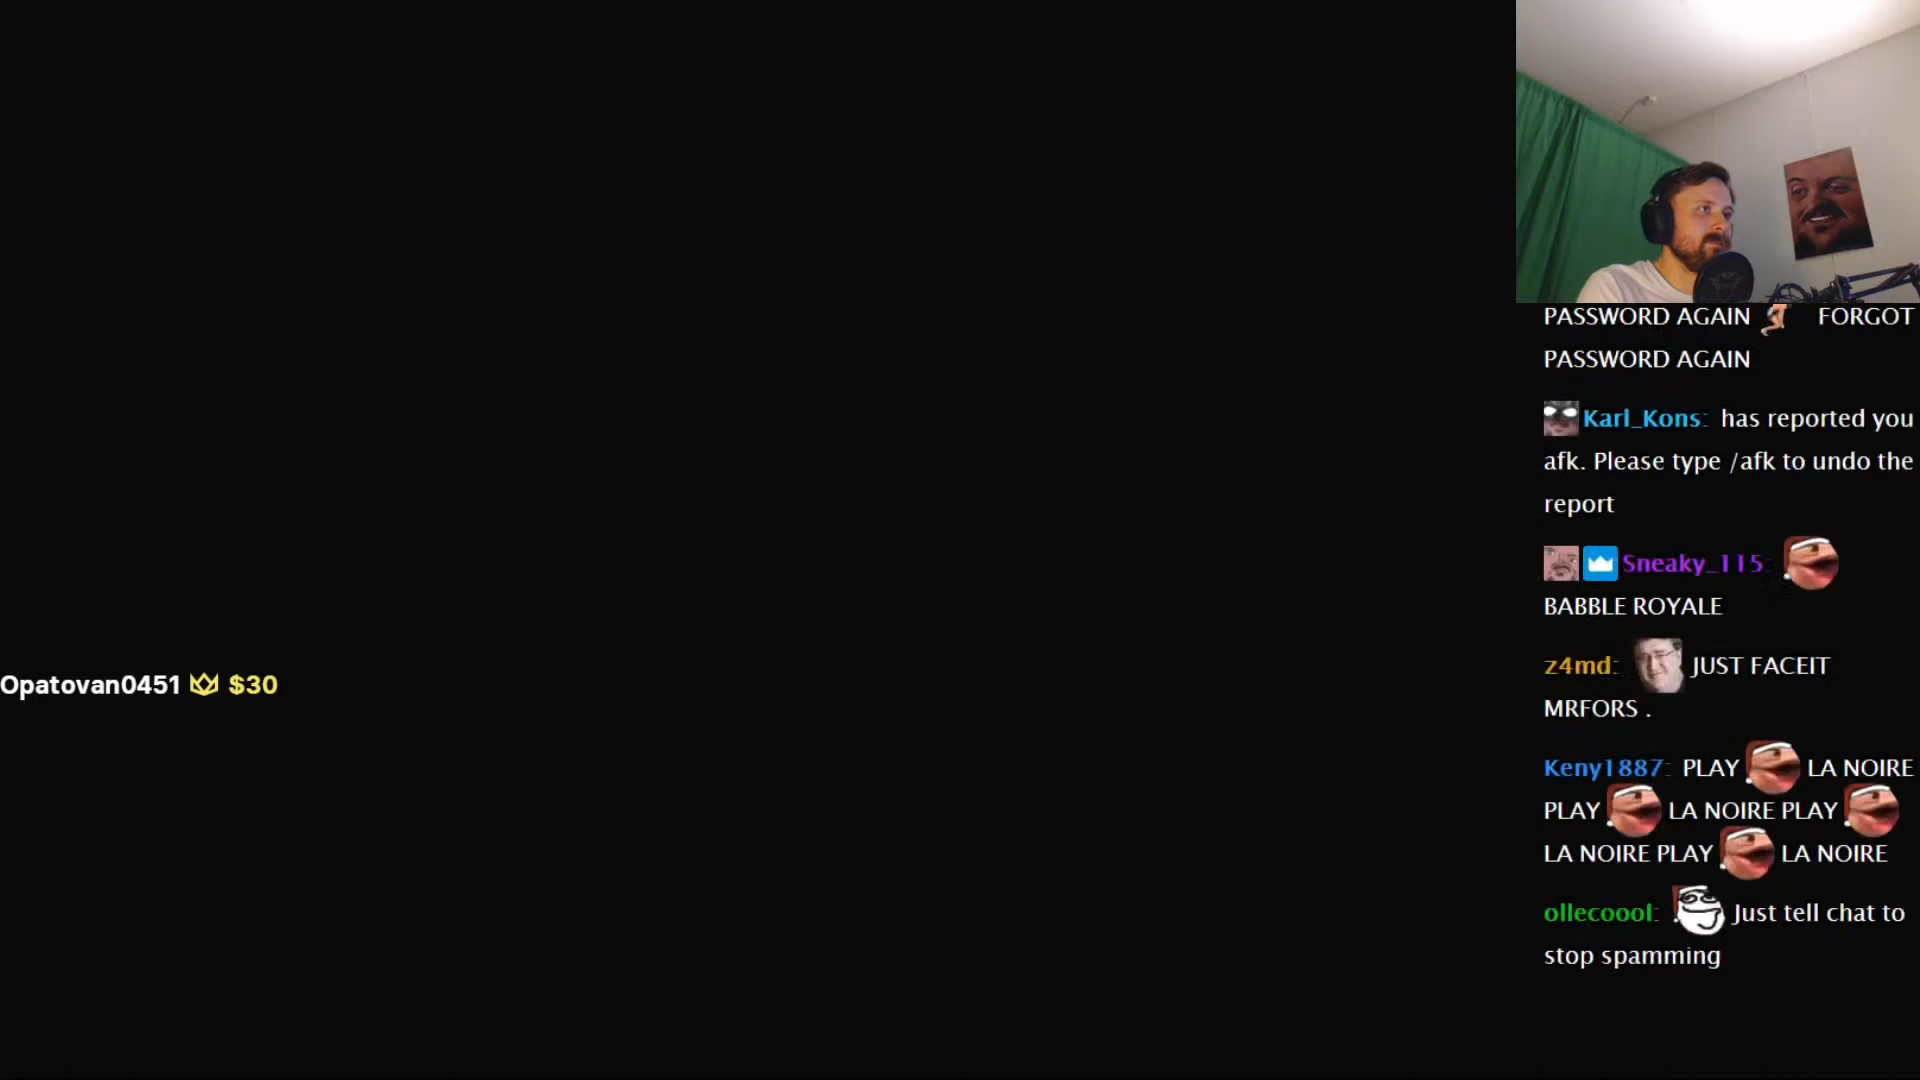 PASSWORD AGAIN FORGOT
PASSWORD AGAIN
Karl_Kons: has reported you
afk. Please type /afk to undo the
report
Sneaky_115:
BABBLE ROYALE
z4md: JUST FACEIT
MRFORS .
Opatovan0451 $30
Keny1887: PLAY LA NOIRE
PLAY LA NOIRE PLAY
LA NOIRE PLAY LA NOIRE
ollecoool: Just tell chat to
stop spamming